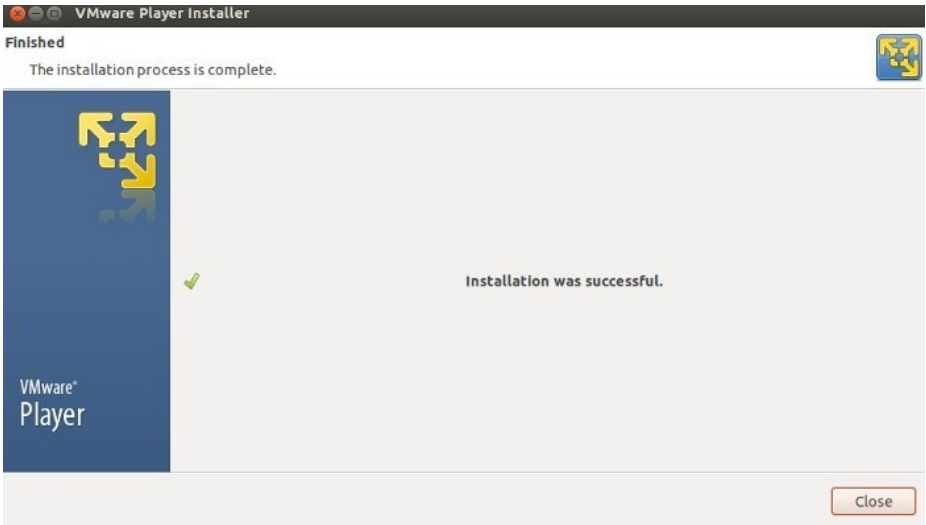 VMware Player Installer
Finished
The installation process is complete.
Installation was successful.
VMware®
Player
Close